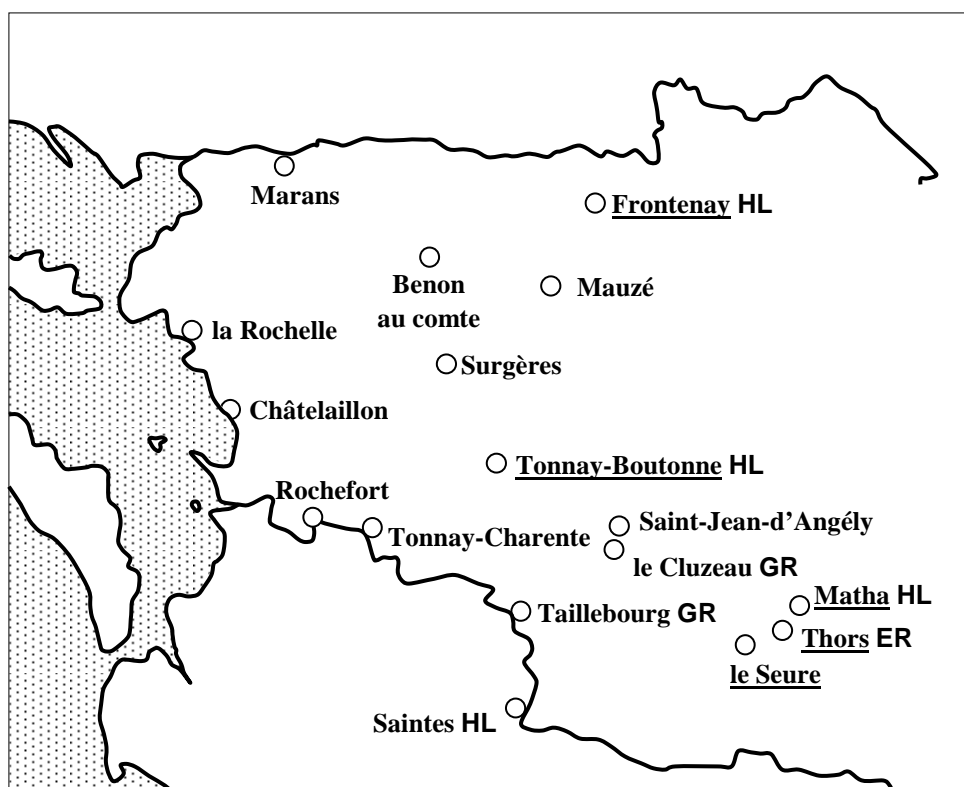 Marans
Frontenay HL
Benon
au comte
Mauzé
la Rochelle
Surgères
Châtelaillon
Tonnay-Boutonne HL
Rochefort
Saint-Jean-d'Angély
Tonnay-Charente
le Cluzeau GR
Matha HL
Taillebourg GR
Thors ER
le Seure
Saintes HL